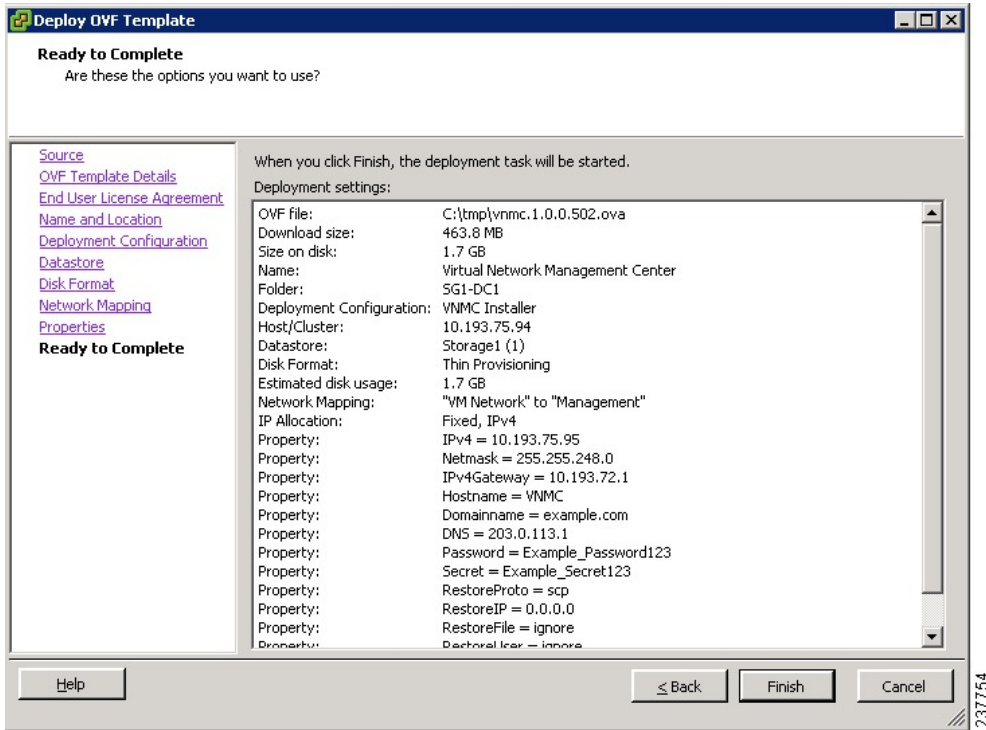 Deploy OVF Template
Ready to Complete
Are these the options you want to use?
Source
OVF Template Details
End User License Agreement
Name and Location
Deployment Configuration
Datastore
Disk Format
Network Mapping
Properties
Ready to Complete
When you click Finish, the deployment task will be started.
Deployment settings:
OVF file: C:\tmp\vnmc.1.0.0.502.ova
Download size: 463.8 MB
Size on disk: 1.7 GB
Name: Virtual Network Management Center
Folder: SG1-DC1
Deployment Configuration: VNMC Installer
Host/Cluster: 10.193.75.94
Datastore: Storage1 (1)
Disk Format: Thin Provisioning
Estimated disk usage: 1.7 GB
Network Mapping: "VM Network" to "Management"
IP Allocation: Fixed, IPv4
Property: IPv4 = 10.193.75.95
Property: Netmask = 255.255.248.0
Property: IPv4Gateway = 10.193.72.1
Property: Hostname = VNMC
Property: Domainname = example.com
Property: DNS = 203.0.113.1
Property: Password = Example_Password123
Property: Secret = Example_Secret123
Property: RestoreProto = scp
Property: RestoreIP = 0.0.0.0
Property: RestoreFile = ignore
Property: RestoreUser = ignore
Help
≤ Back
Finish
Cancel
237754